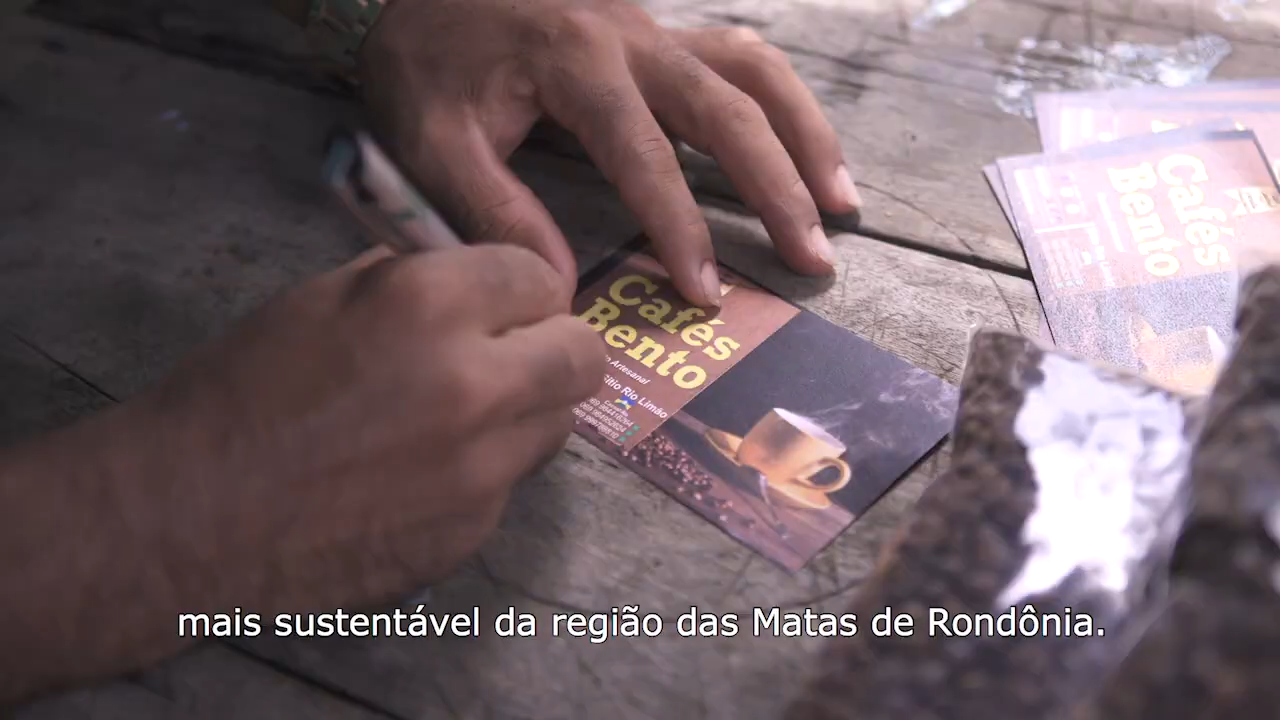 Cafés
Bento
Artesanal
Sítio Rio Limão
Cafés
Bento
mais sustentável da região das Matas de Rondônia.